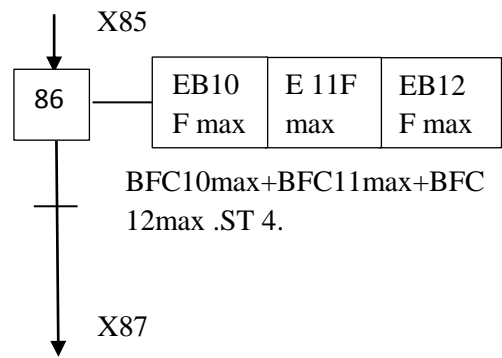 X85
86
EB10
F max
E 11F
max
EB12
F max
BFC10max+BFC11max+BFC
12max .ST 4.
X87